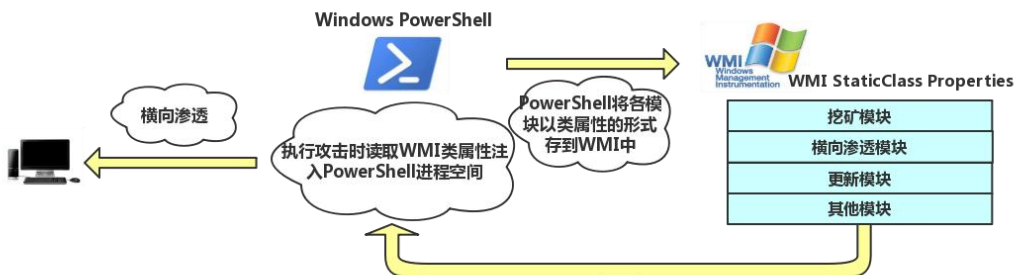 Windows PowerShell
WMI
Windows
Management
Instrumentation
WMI StaticClass Properties
横向渗透
PowerShell将各模
块以类属性的形式
存到WMI中
执行攻击时读取WMI类属性注
入PowerShell进程空间
挖矿模块
横向渗透模块
更新模块
其他模块